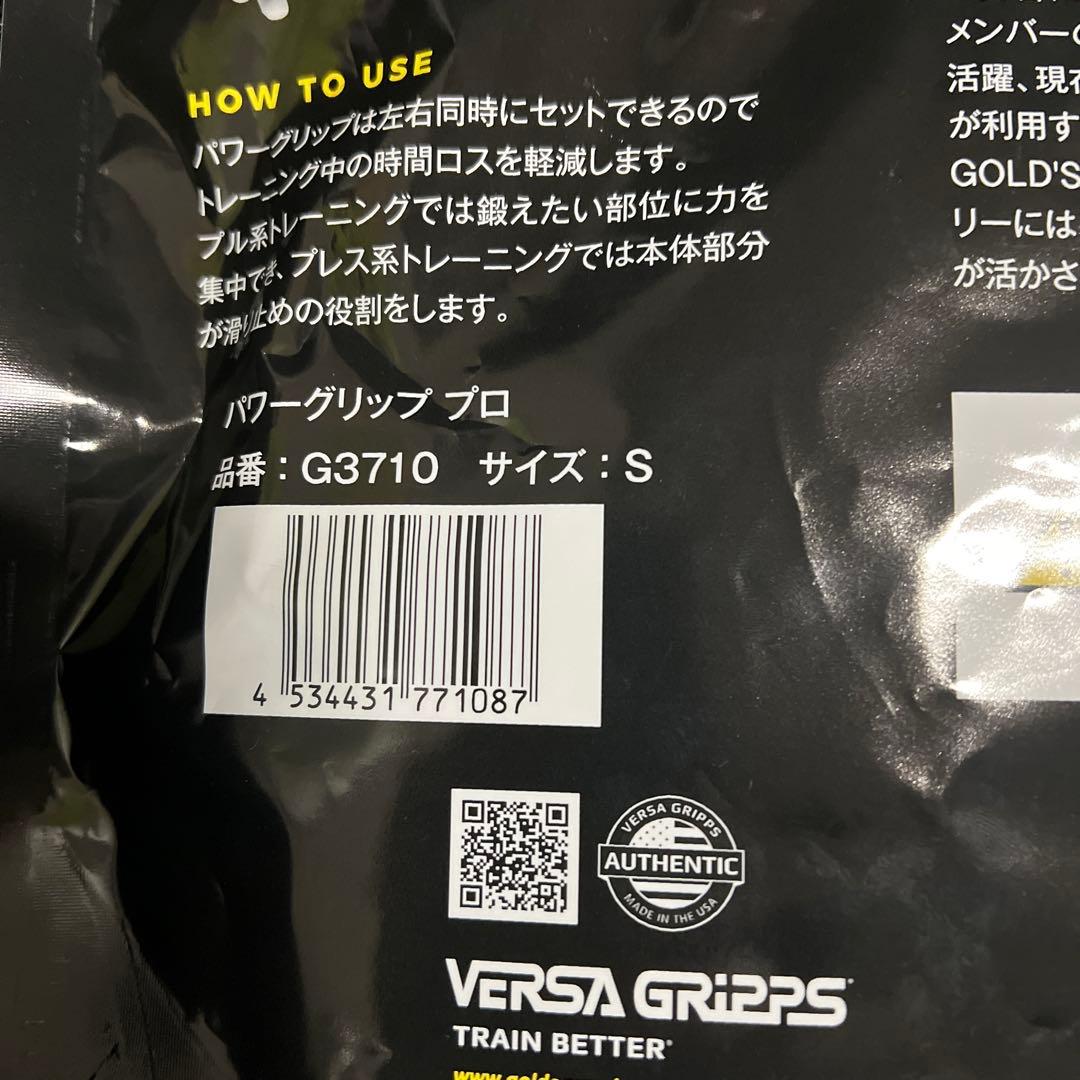 HOW TO USE
パワーグリップは左右同時にセットできるので
トレーニング中の時間ロスを軽減します。
プル系トレーニングでは鍛えたい部位に力を
集中でき、プレス系トレーニングでは本体部分
が滑り止めの役割をします。
パワーグリップ プロ
品番：G3710 サイズ：S
4 534431 771087
メンバーの
活躍、現在
が利用す
GOLD'S
リーには
が活かさ
VERSA GRIPPS
AUTHENTIC
MADE IN THE USA
VERSA GRIPPS
TRAIN BETTER